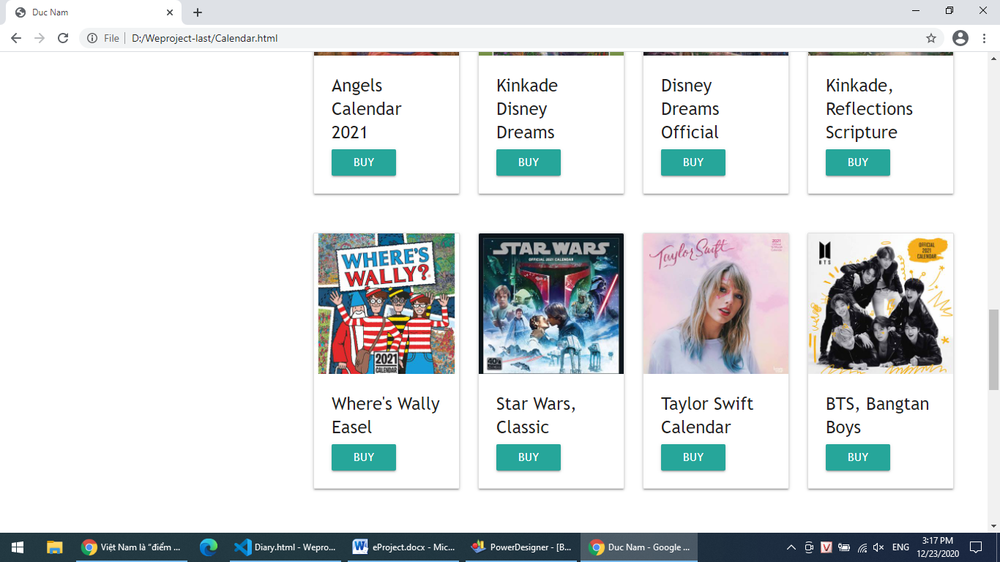 Duc Nam
File
D:/Weproject-last/Calendar.html
Angels
Calendar
2021
BUY
Kinkade
Disney
Dreams
BUY
Disney
Dreams
Official
BUY
Kinkade,
Reflections
Scripture
BUY
WHERE'S
WALLY?
2021
CALENDAR
Where's Wally
Easel
BUY
STAR WARS
OFFICIAL 2021 CALENDAR
Star Wars,
Classic
BUY
Taylor Swift
2021
Taylor Swift
Calendar
BUY
BTS
OFFICIAL
2021
CALENDAR
BTS, Bangtan
Boys
BUY
Việt Nam là “điểm ...
Diary.html - Wepro...
eProject.docx - Mic...
PowerDesigner - [B...
Duc Nam - Google ...
ENG
3:17 PM
12/23/2020